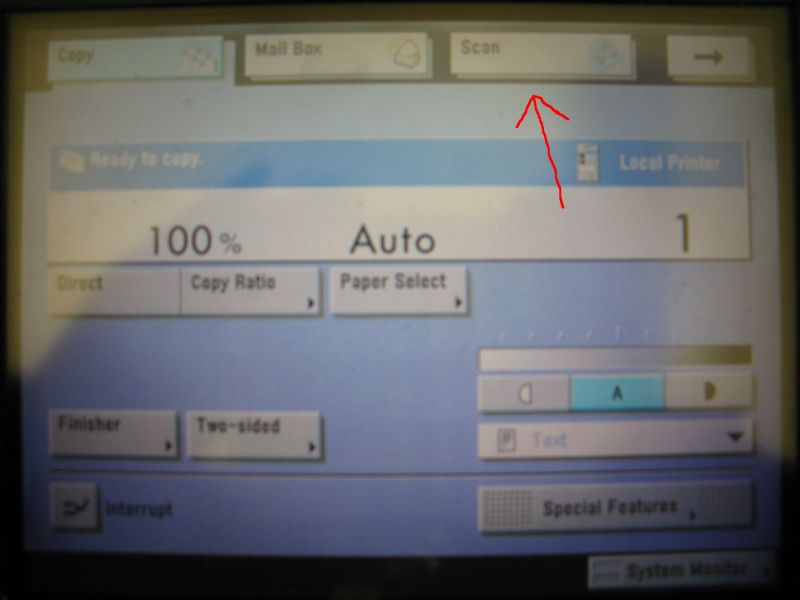 Copy
Mail Box
Scan
Ready to copy.
Local Printer
100 %
Auto
1
Direct
Copy Ratio
Paper Select
A
Finisher
Two-sided
Text
Interrupt
Special Features
System Monitor